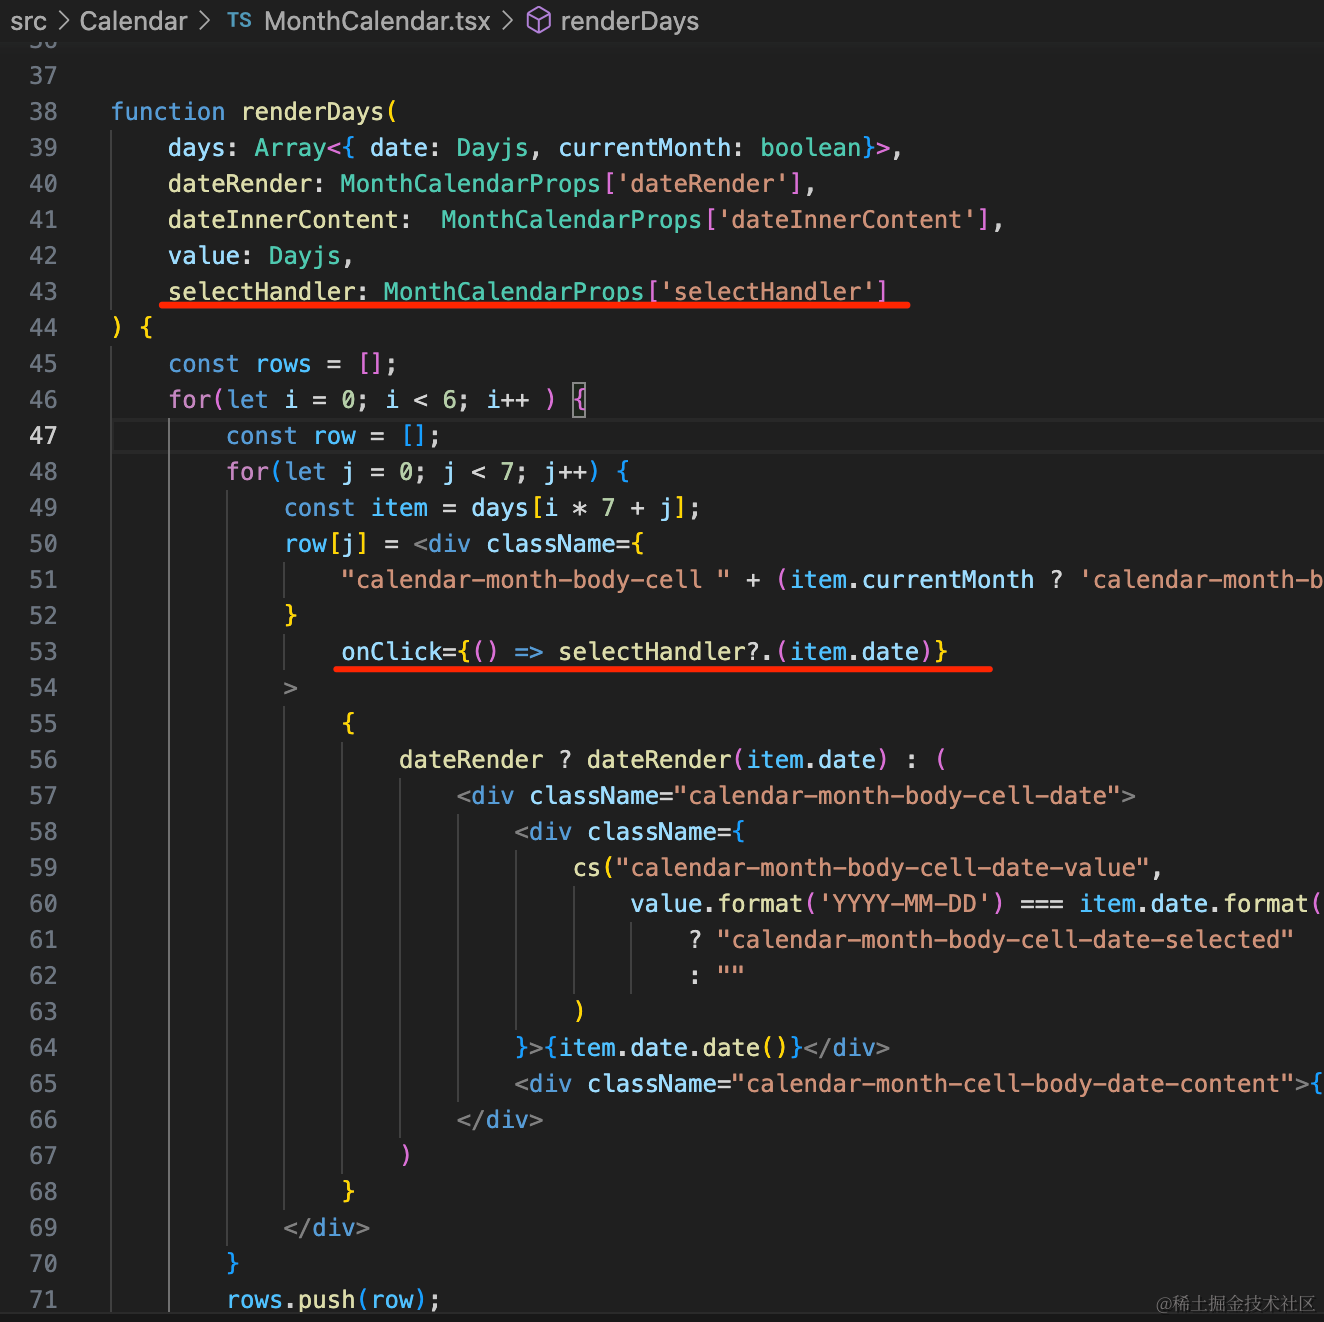 src > Calendar > TS MonthCalendar.tsx > renderDays
36
37
38 function renderDays(
39 days: Array<{ date: Dayjs, currentMonth: boolean}>,
40 dateRender: MonthCalendarProps['dateRender'],
41 dateInnerContent:  MonthCalendarProps['dateInnerContent'],
42 value: Dayjs,
43 selectHandler: MonthCalendarProps['selectHandler']
44 ) {
45 const rows = [];
46 for(let i = 0; i < 6; i++ ) {
47 const row = [];
48 for(let j = 0; j < 7; j++) {
49 const item = days[i * 7 + j];
50 row[j] = <div className={
51 "calendar-month-body-cell " + (item.currentMonth ? 'calendar-month-b
52 }
53 onClick={() => selectHandler?.(item.date)}
54 >
55 {
56 dateRender ? dateRender(item.date) : (
57 <div className="calendar-month-body-cell-date">
58 <div className={
59 cs("calendar-month-body-cell-date-value",
60 value.format('YYYY-MM-DD') === item.date.format(
61 ? "calendar-month-body-cell-date-selected"
62 : ""
63 )
64 }>{item.date.date()}</div>
65 <div className="calendar-month-cell-body-date-content">{
66 </div>
67 )
68 }
69 </div>
70 }
71 rows.push(row);
@稀土掘金技术社区